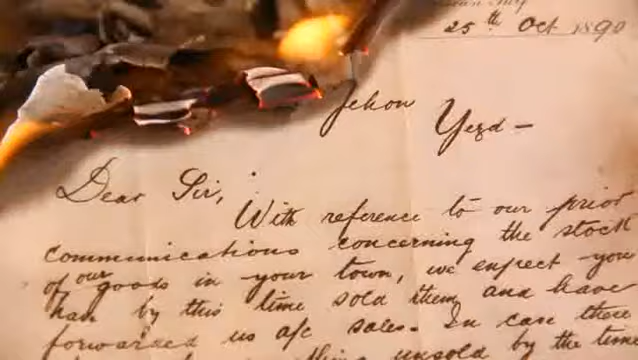 25th Oct 1890
Yezd —
Dear Sir,
With reference to our prior
communications concerning the stock
of our goods in your town, we expect you
have by this time sold them and have
forwarded us a/c sales. In case there
unsold by the time